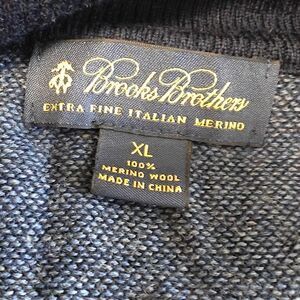 Brooks Brothers
EXTRA FINE ITALIAN MERINO
XL
100%
MERINO WOOL
MADE IN CHINA